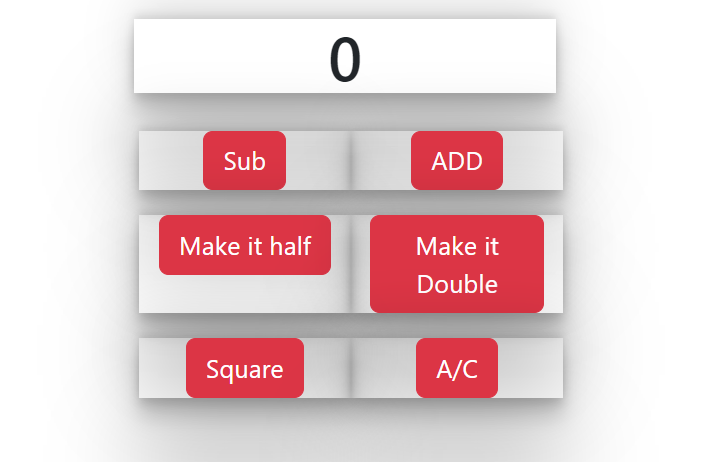 0
Sub
ADD
Make it half
Make it
Double
Square
A/C